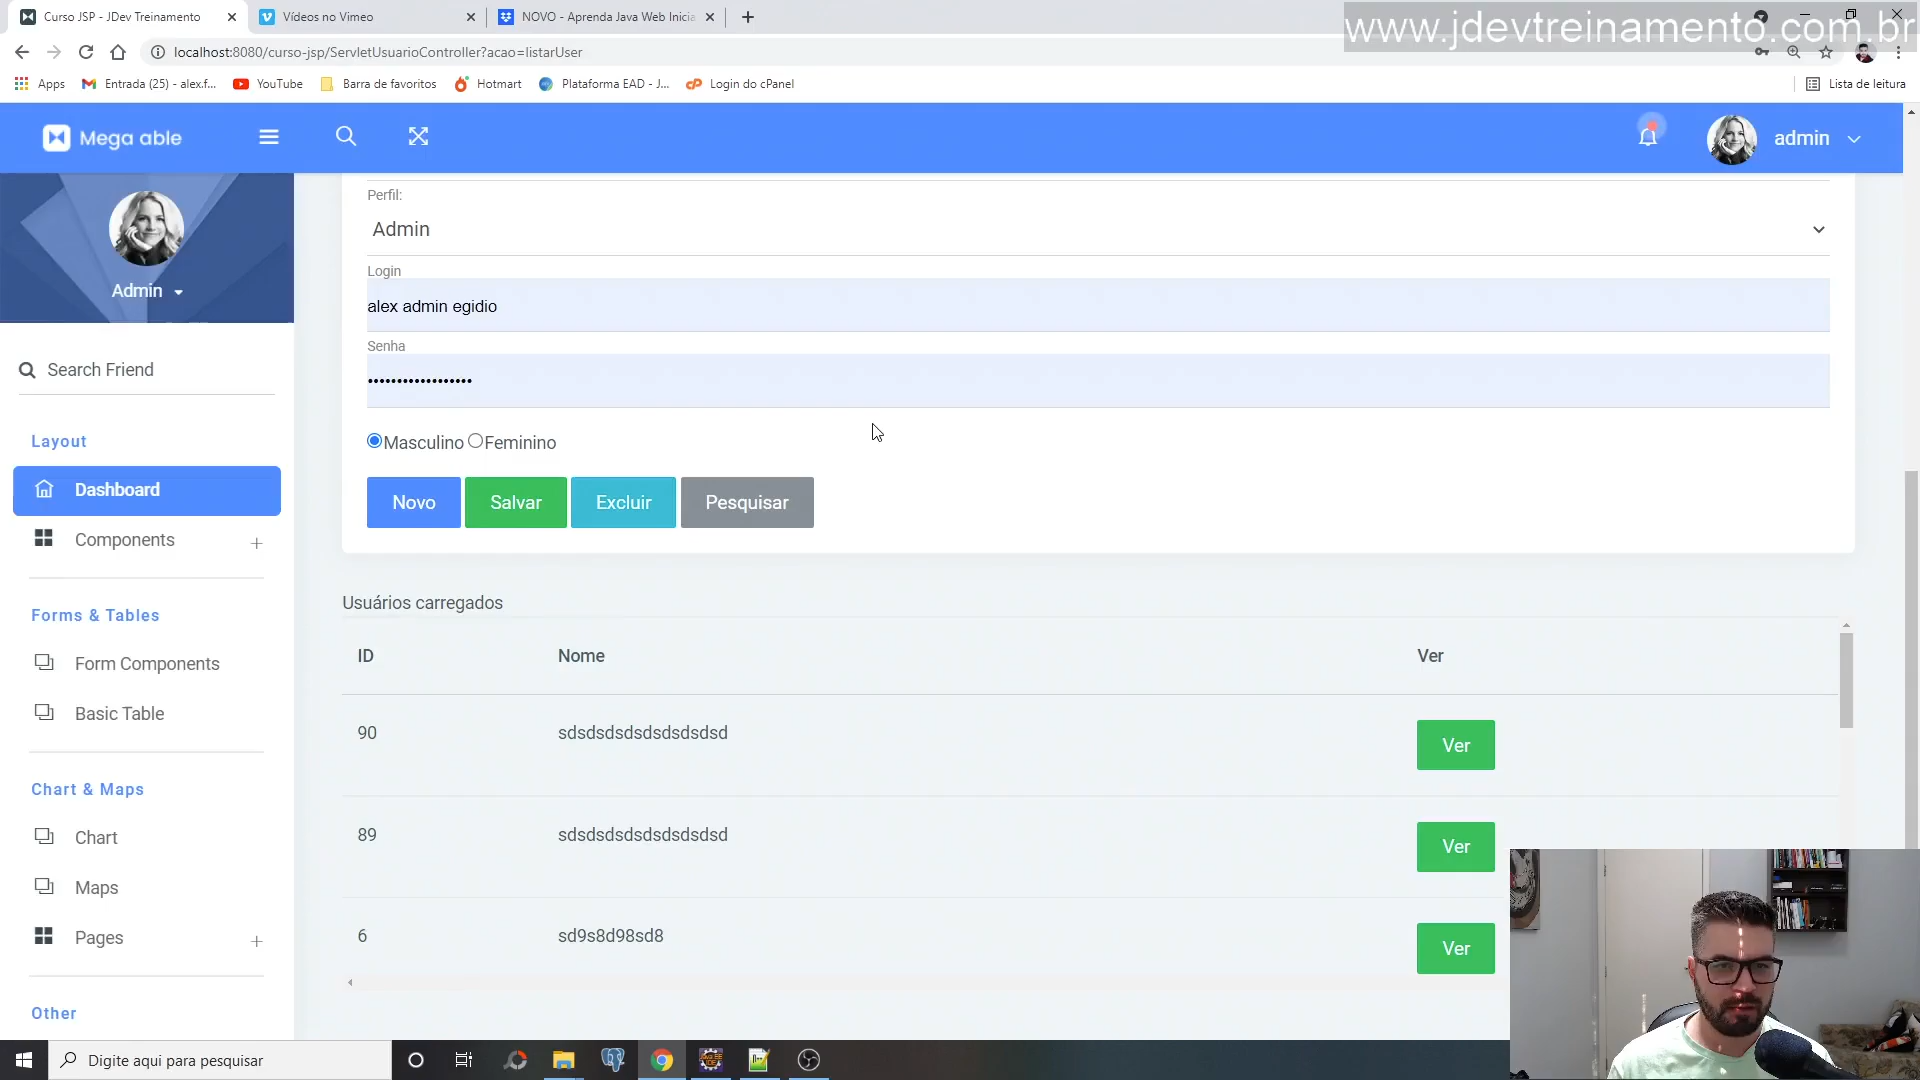 Curso JSP - JDev Treinamento
Vídeos no Vimeo
NOVO - Aprenda Java Web Inicia
www.jdevtreinamento.com.br
localhost:8080/curso-jsp/ServletUsuarioController?acao=listarUser
Apps
Entrada (25) - alex.f...
YouTube
Barra de favoritos
Hotmart
Plataforma EAD - J...
Login do cPanel
Lista de leitura
Mega able
admin
Admin
Search Friend
Layout
Dashboard
Components
Forms & Tables
Form Components
Basic Table
Chart & Maps
Chart
Maps
Pages
Other
Perfil:
Admin
Login
alex admin egidio
Senha
••••••••••••••••••
Masculino Feminino
Novo Salvar Excluir Pesquisar
Usuários carregados
ID Nome Ver
90 sdsdsdsdsdsdsdsdsd Ver
89 sdsdsdsdsdsdsdsdsd Ver
6 sd9s8d98sd8 Ver
Digite aqui para pesquisar